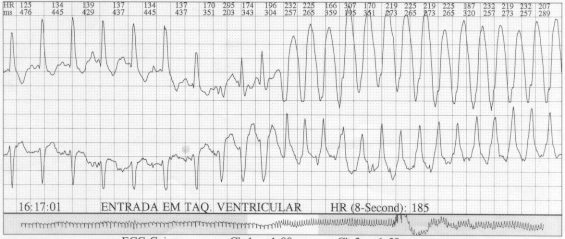 HR 125 134 139 137 134 137 170 295 174 196 232 225 166 307 170 219 225 219 225 187 232 219 232 207
ms 476 445 429 437 445 437 351 203 343 304 257 265 359 195 351 273 265 273 265 320 257 273 257 289
16:17:01 ENTRADA EM TAQ. VENTRICULAR HR (8-Second): 185